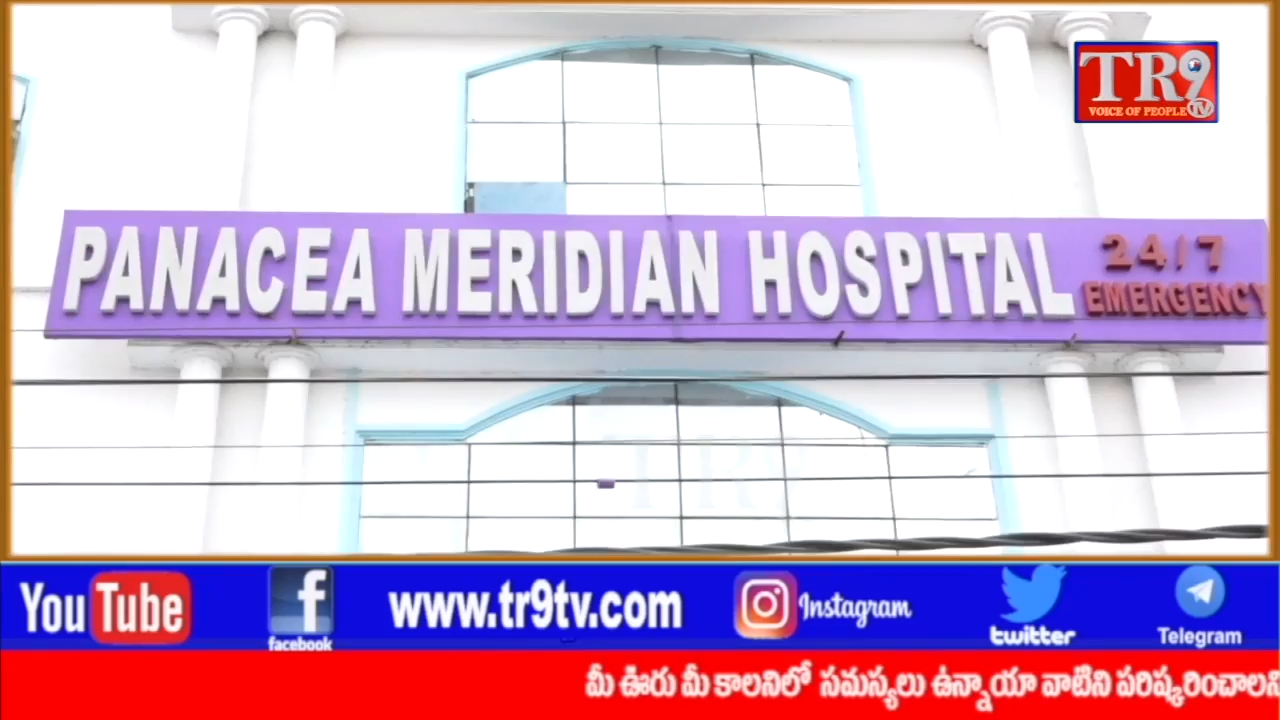 TR9
TV
VOICE OF PEOPLE
PANACEA MERIDIAN HOSPITAL
24/7
EMERGENCY
You Tube
f
facebook
www.tr9tv.com
Instagram
twitter
Telegram
మీ ఊరు మీ కాలనిలో సమస్యలు ఉన్నాయా వాటిని పరిష్కరించాలని